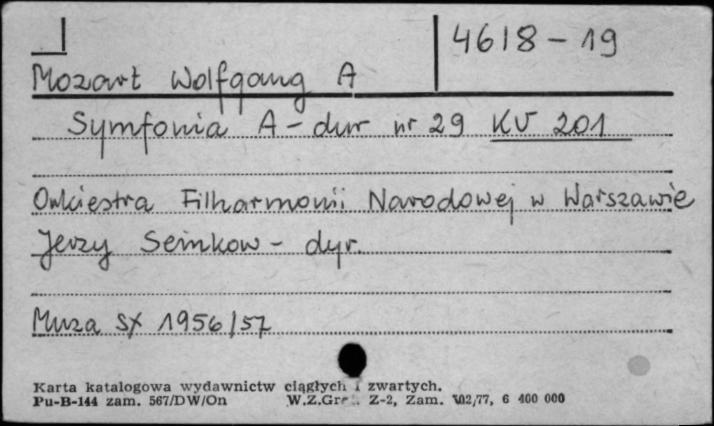 4618-19
Mozart Wolfgang A
Symfonia A-dur nr 29 KV 201
Orkiestra Filharmonii Narodowej w Warszawie
Jerzy Semkow - dyr.
Muza SX 1956/57
Karta katalogowa wydawnictw ciągłych i zwartych.
Pu-B-144 zam. 567/DW/On W.Z.Gr Z-2, Zam. 77, 6 400 000